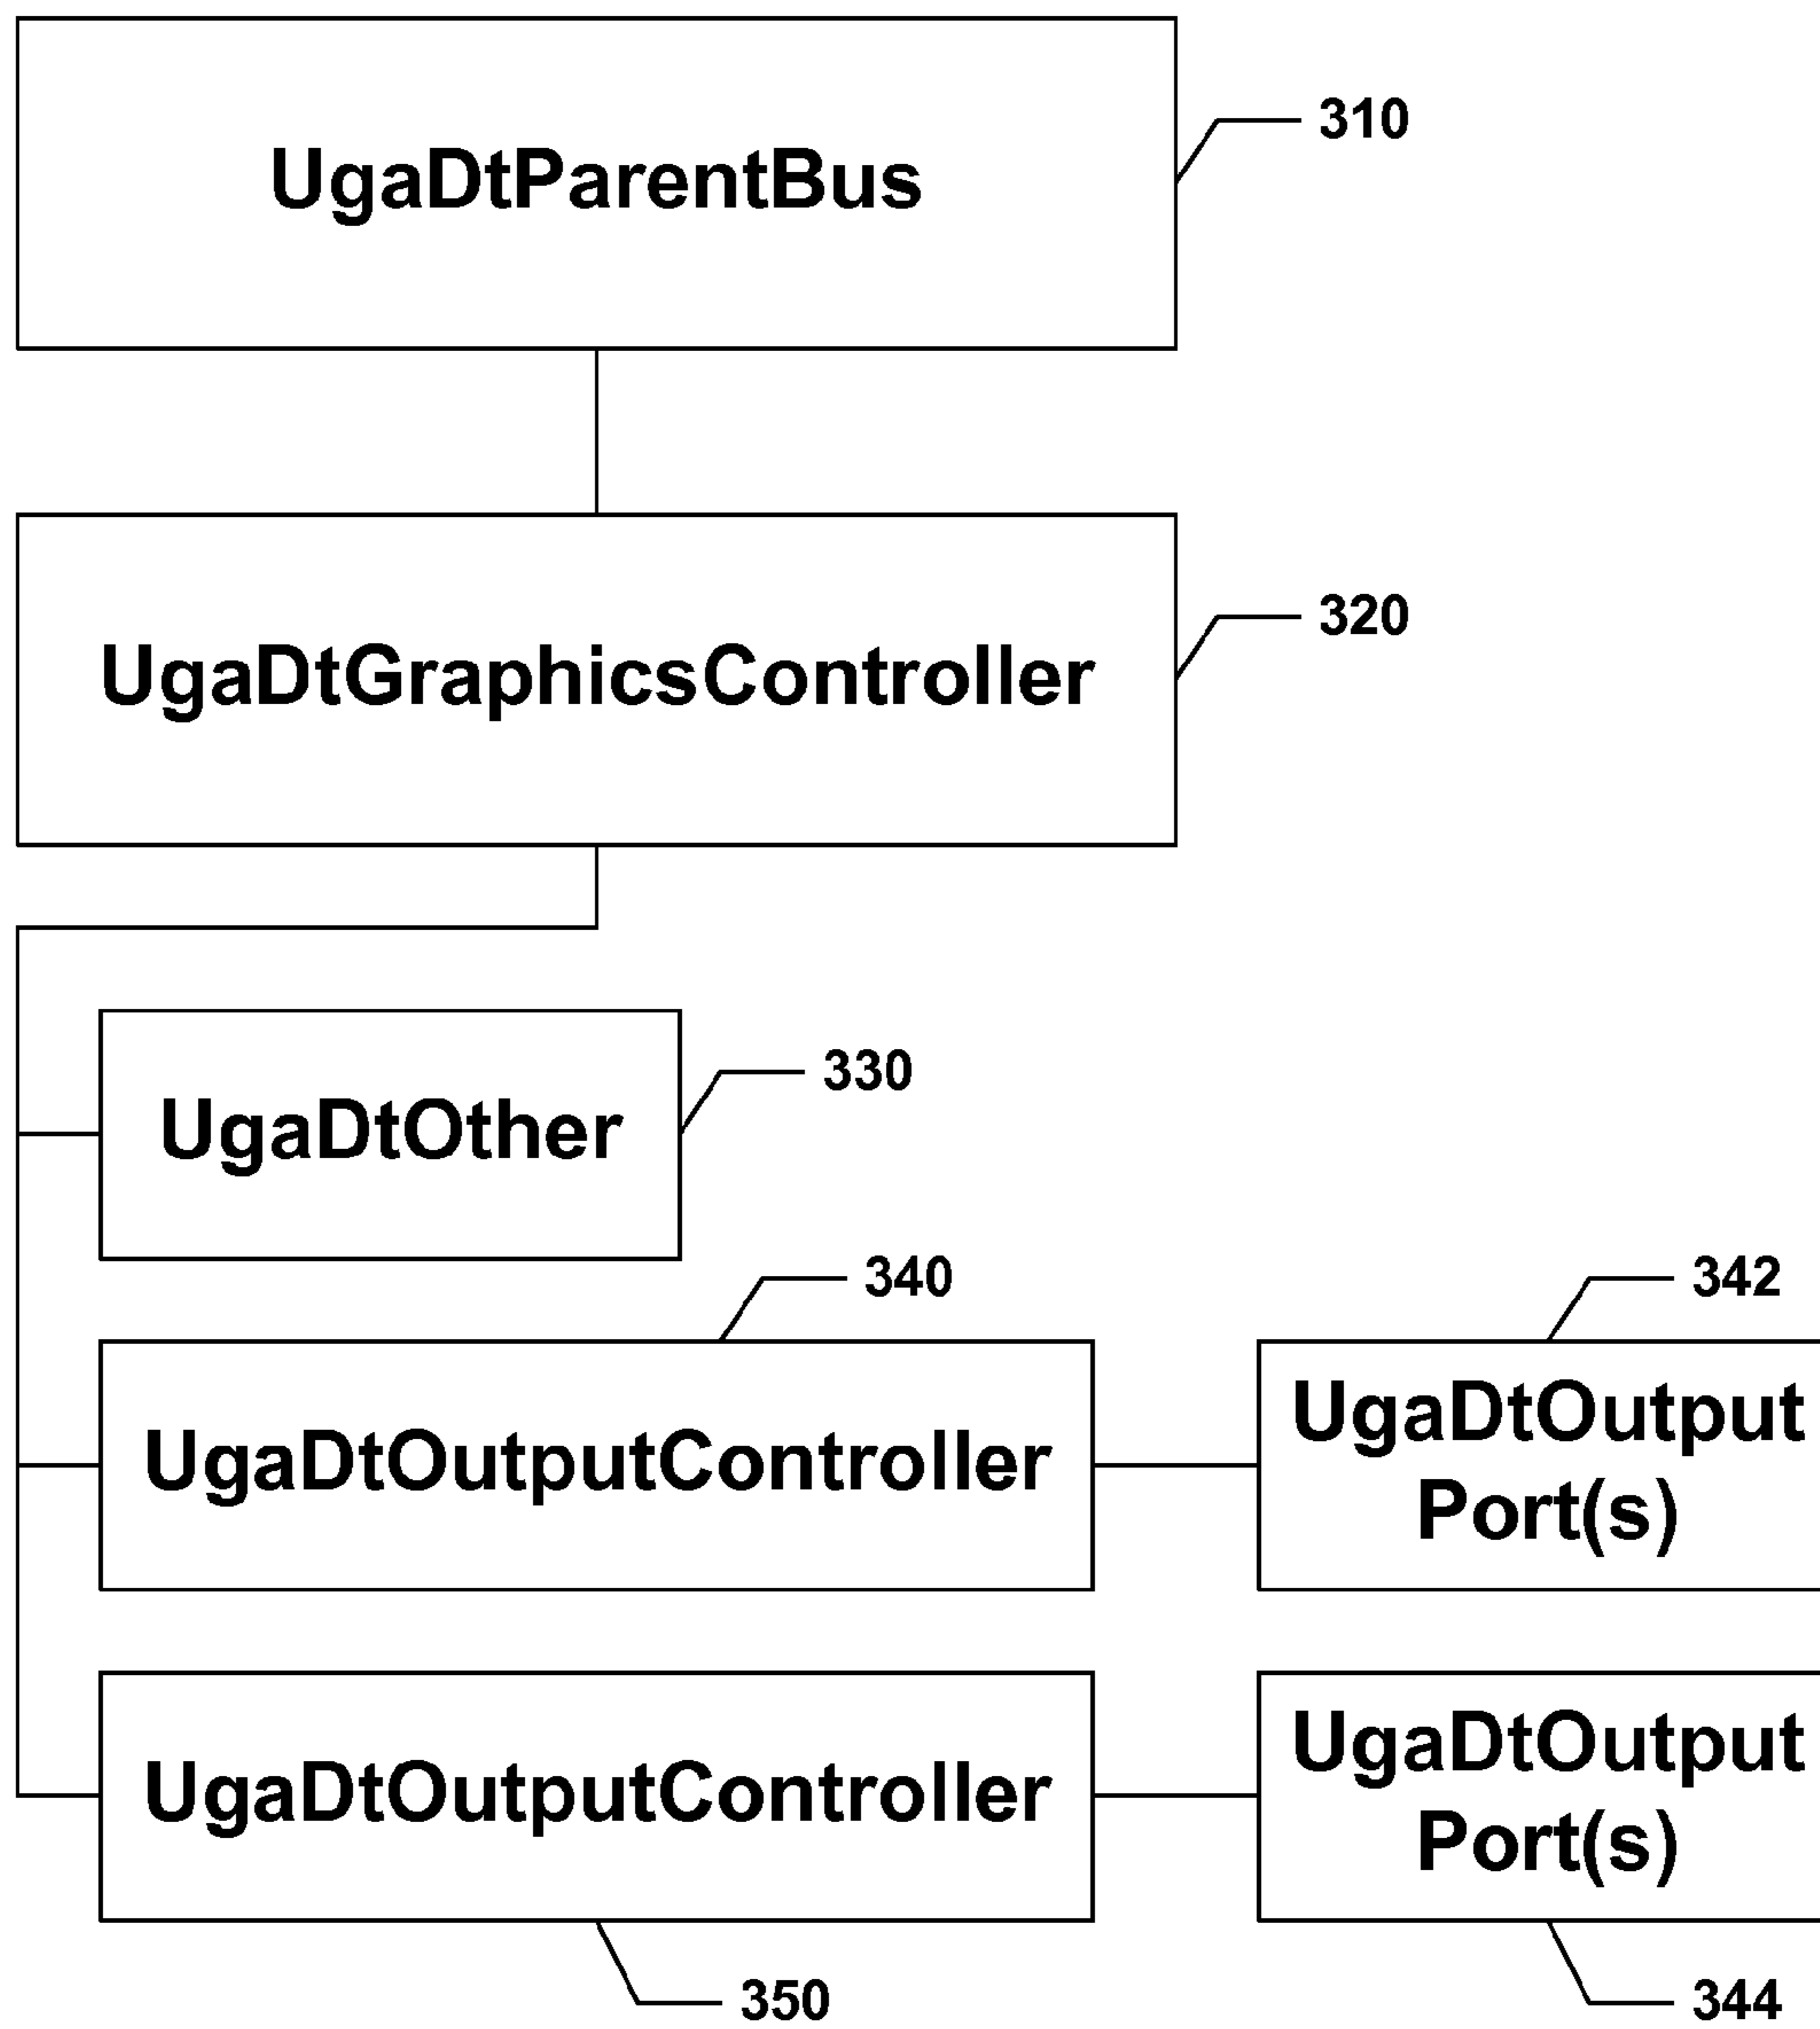 UgaDtParentBus
310
UgaDtGraphicsController
320
UgaDtOther
330
340
342
UgaDtOutputController
UgaDtOutput
Port(s)
UgaDtOutputController
UgaDtOutput
Port(s)
350
344